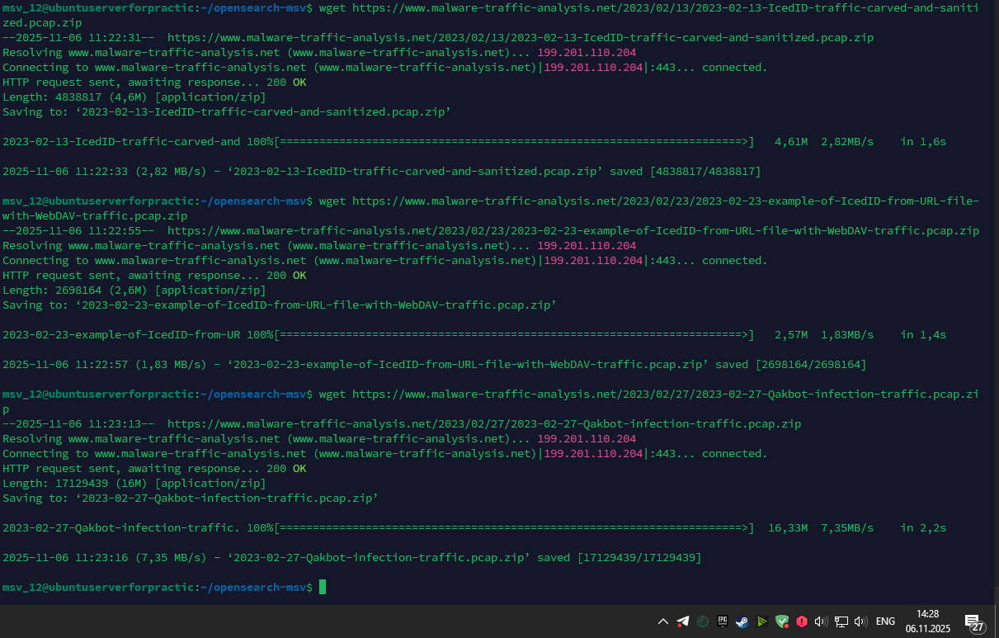 msv_12@ubuntuserverforpractic:~/opensearch-msv$ wget https://www.malware-traffic-analysis.net/2023/02/13/2023-02-13-IcedID-traffic-carved-and-saniti
zed.pcap.zip
--2025-11-06 11:22:31--  https://www.malware-traffic-analysis.net/2023/02/13/2023-02-13-IcedID-traffic-carved-and-sanitized.pcap.zip
Resolving www.malware-traffic-analysis.net (www.malware-traffic-analysis.net)... 199.201.110.204
Connecting to www.malware-traffic-analysis.net (www.malware-traffic-analysis.net)|199.201.110.204|:443... connected.
HTTP request sent, awaiting response... 200 OK
Length: 4838817 (4,6M) [application/zip]
Saving to: ‘2023-02-13-IcedID-traffic-carved-and-sanitized.pcap.zip’
2023-02-13-IcedID-traffic-carved-and 100%[======================================================================>]   4,61M  2,82MB/s    in 1,6s
2025-11-06 11:22:33 (2,82 MB/s) - ‘2023-02-13-IcedID-traffic-carved-and-sanitized.pcap.zip’ saved [4838817/4838817]
msv_12@ubuntuserverforpractic:~/opensearch-msv$ wget https://www.malware-traffic-analysis.net/2023/02/23/2023-02-23-example-of-IcedID-from-URL-file-
with-WebDAV-traffic.pcap.zip
--2025-11-06 11:22:55--  https://www.malware-traffic-analysis.net/2023/02/23/2023-02-23-example-of-IcedID-from-URL-file-with-WebDAV-traffic.pcap.zip
Resolving www.malware-traffic-analysis.net (www.malware-traffic-analysis.net)... 199.201.110.204
Connecting to www.malware-traffic-analysis.net (www.malware-traffic-analysis.net)|199.201.110.204|:443... connected.
HTTP request sent, awaiting response... 200 OK
Length: 2698164 (2,6M) [application/zip]
Saving to: ‘2023-02-23-example-of-IcedID-from-URL-file-with-WebDAV-traffic.pcap.zip’
2023-02-23-example-of-IcedID-from-UR 100%[======================================================================>]   2,57M  1,83MB/s    in 1,4s
2025-11-06 11:22:57 (1,83 MB/s) - ‘2023-02-23-example-of-IcedID-from-URL-file-with-WebDAV-traffic.pcap.zip’ saved [2698164/2698164]
msv_12@ubuntuserverforpractic:~/opensearch-msv$ wget https://www.malware-traffic-analysis.net/2023/02/27/2023-02-27-Qakbot-infection-traffic.pcap.zi
p
--2025-11-06 11:23:13--  https://www.malware-traffic-analysis.net/2023/02/27/2023-02-27-Qakbot-infection-traffic.pcap.zip
Resolving www.malware-traffic-analysis.net (www.malware-traffic-analysis.net)... 199.201.110.204
Connecting to www.malware-traffic-analysis.net (www.malware-traffic-analysis.net)|199.201.110.204|:443... connected.
HTTP request sent, awaiting response... 200 OK
Length: 17129439 (16M) [application/zip]
Saving to: ‘2023-02-27-Qakbot-infection-traffic.pcap.zip’
2023-02-27-Qakbot-infection-traffic. 100%[======================================================================>]  16,33M  7,35MB/s    in 2,2s
2025-11-06 11:23:16 (7,35 MB/s) - ‘2023-02-27-Qakbot-infection-traffic.pcap.zip’ saved [17129439/17129439]
msv_12@ubuntuserverforpractic:~/opensearch-msv$
EPIC
ENG
14:28
06.11.2025
27